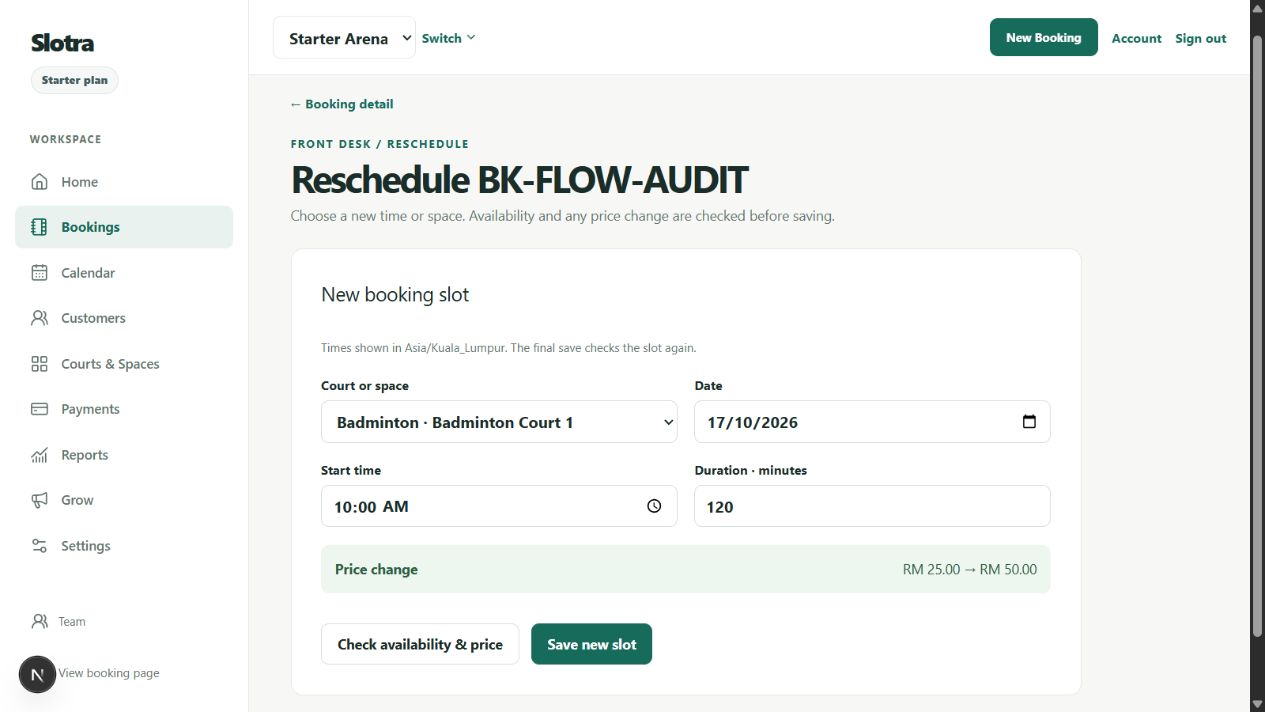 Slotra
Starter plan
WORKSPACE
Home
Bookings
Calendar
Customers
Courts & Spaces
Payments
Reports
Grow
Settings
Team
N
View booking page
Starter Arena
Switch
New Booking
Account
Sign out
← Booking detail
FRONT DESK / RESCHEDULE
Reschedule BK-FLOW-AUDIT
Choose a new time or space. Availability and any price change are checked before saving.
New booking slot
Times shown in Asia/Kuala_Lumpur. The final save checks the slot again.
Court or space
Date
Badminton · Badminton Court 1
17/10/2026
Start time
Duration · minutes
10:00 AM
120
Price change
RM 25.00 → RM 50.00
Check availability & price
Save new slot